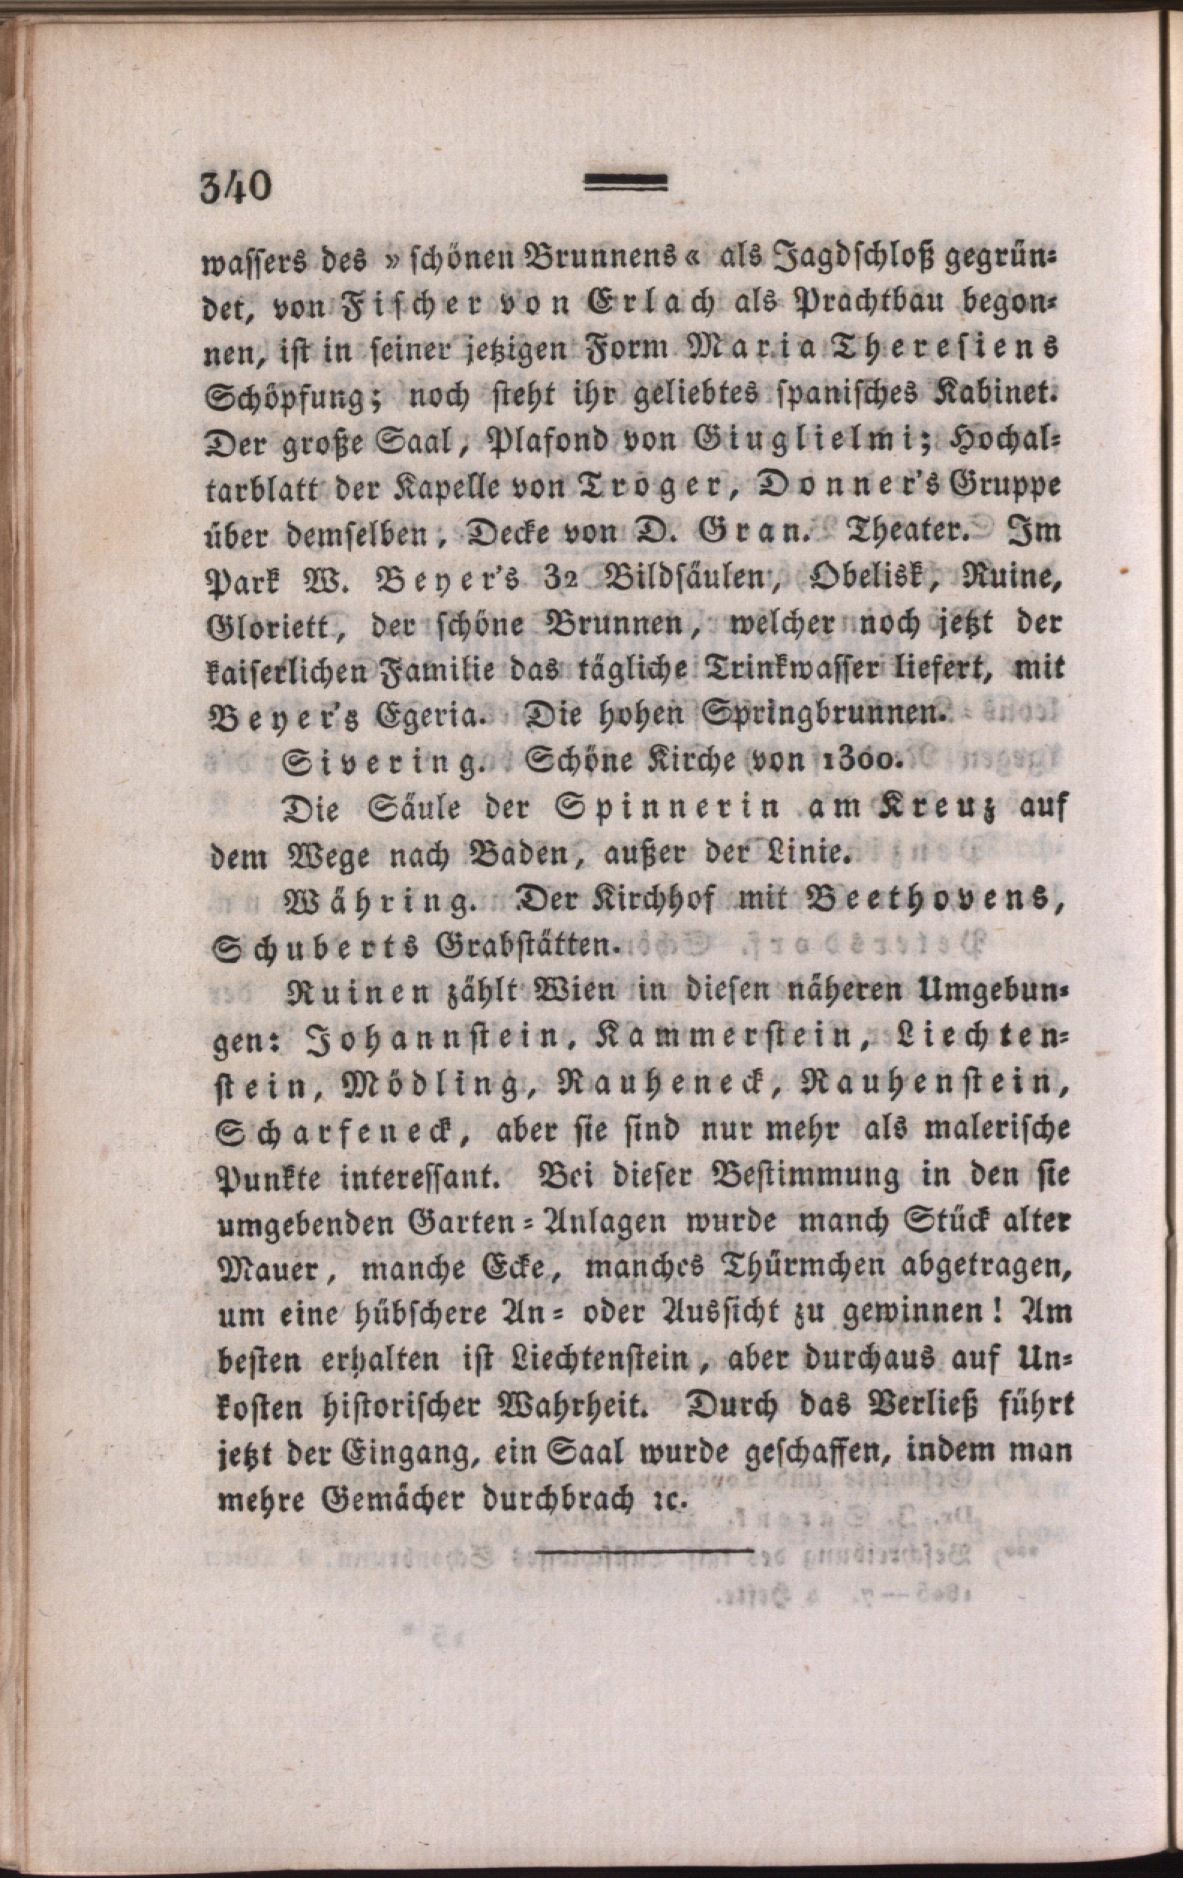 340
wassers des »schönen Brunnens« als Jagdschloß gegrün-
det, von Fischer von Erlach als Prachtbau begon-
nen, ist in seiner jetzigen Form Maria Theresiens
Schöpfung; noch steht ihr geliebtes spanisches Kabinet.
Der große Saal, Plafond von Giuglielmi; Hochal-
tarblatt der Kapelle von Troger, Donner's Gruppe
über demselben, Decke von D. Gran. Theater. Im
Park W. Beyer's 32 Bildsäulen, Obelisk, Ruine,
Gloriett, der schöne Brunnen, welcher noch jetzt der
kaiserlichen Familie das tägliche Trinkwasser liefert, mit
Beyer's Egeria. Die hohen Springbrunnen.
Sivering. Schöne Kirche von 1300.
Die Säule der Spinnerin am Kreuz auf
dem Wege nach Baden, außer der Linie.
Währing. Der Kirchhof mit Beethovens,
Schuberts Grabstätten.
Ruinen zählt Wien in diesen näheren Umgebun-
gen: Johannstein, Kammerstein, Liechten-
stein, Mödling, Rauheneck, Rauhenstein,
Scharfeneck, aber sie sind nur mehr als malerische
Punkte interessant. Bei dieser Bestimmung in den sie
umgebenden Garten-Anlagen wurde manch Stück alter
Mauer, manche Ecke, manches Thürmchen abgetragen,
um eine hübschere An- oder Aussicht zu gewinnen! Am
besten erhalten ist Liechtenstein, aber durchaus auf Un-
kosten historischer Wahrheit. Durch das Verließ führt
jetzt der Eingang, ein Saal wurde geschaffen, indem man
mehre Gemächer durchbrach ꝛc.